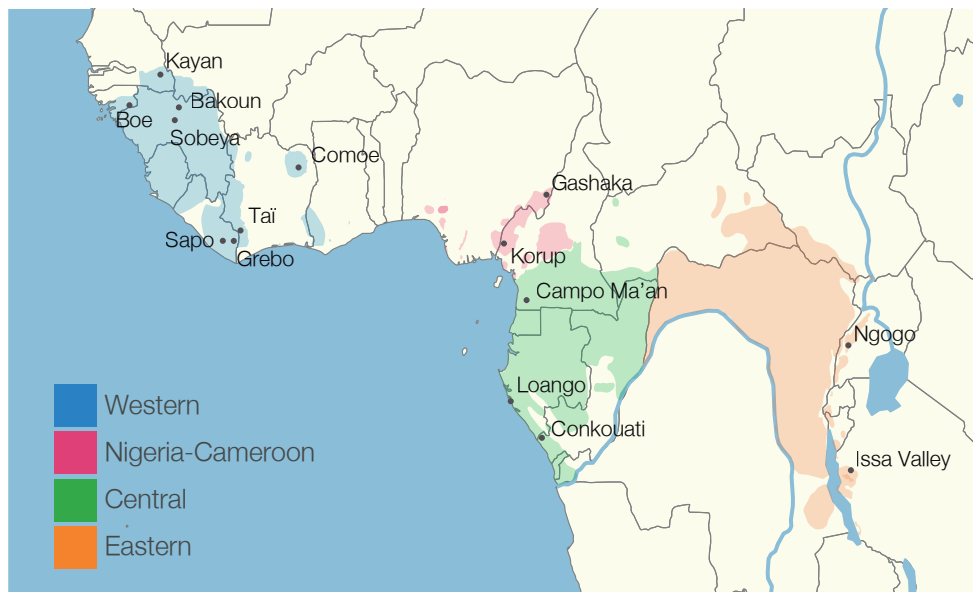 Kayan
Bakoun
Boe
Sobeya
Comoe
Gashaka
Taï
Sapo
Grebo
Korup
Campo Ma'an
Ngogo
Loango
Conkouati
Issa Valley
Western
Nigeria-Cameroon
Central
Eastern